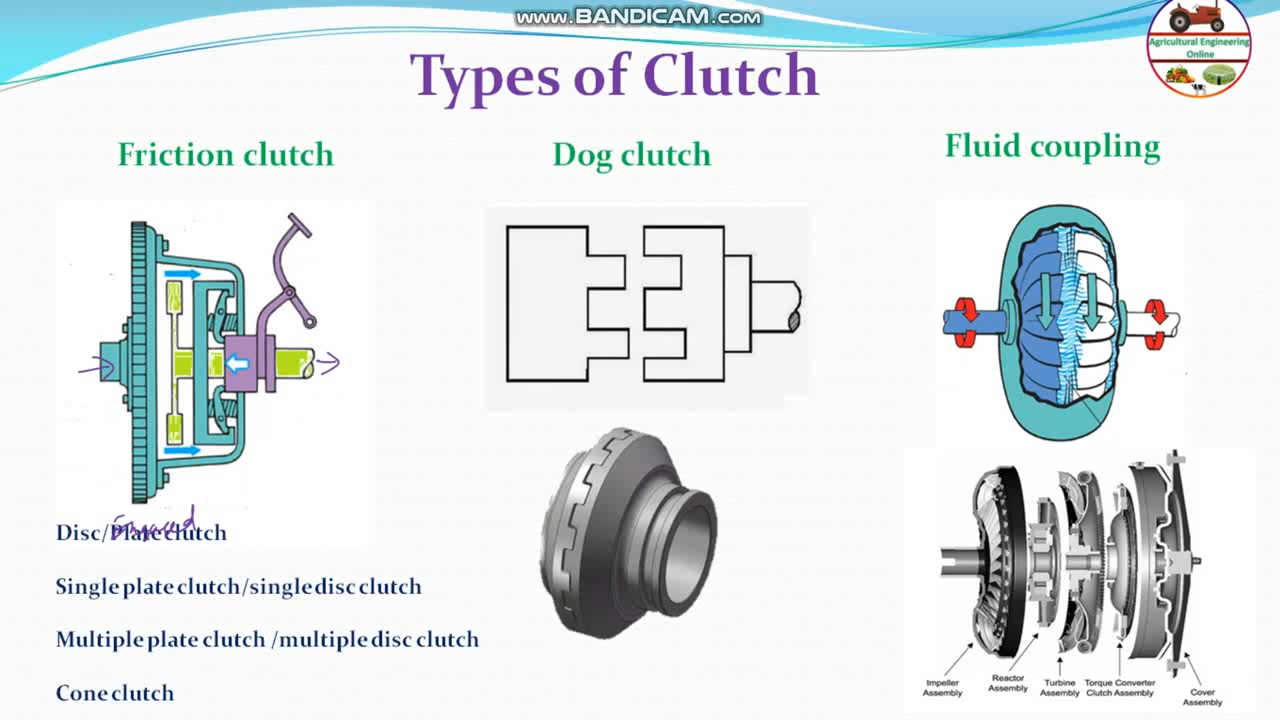 www.BANDICAM.com
Agricultural Engineering
Online
Types of Clutch
Friction clutch
Dog clutch
Fluid coupling
Engaged
Disc/Plate clutch
Single plate clutch/single disc clutch
Multiple plate clutch /multiple disc clutch
Cone clutch
Impeller
Assembly
Reactor
Assembly
Turbine
Assembly
Torque Converter
Clutch Assembly
Cover
Assembly